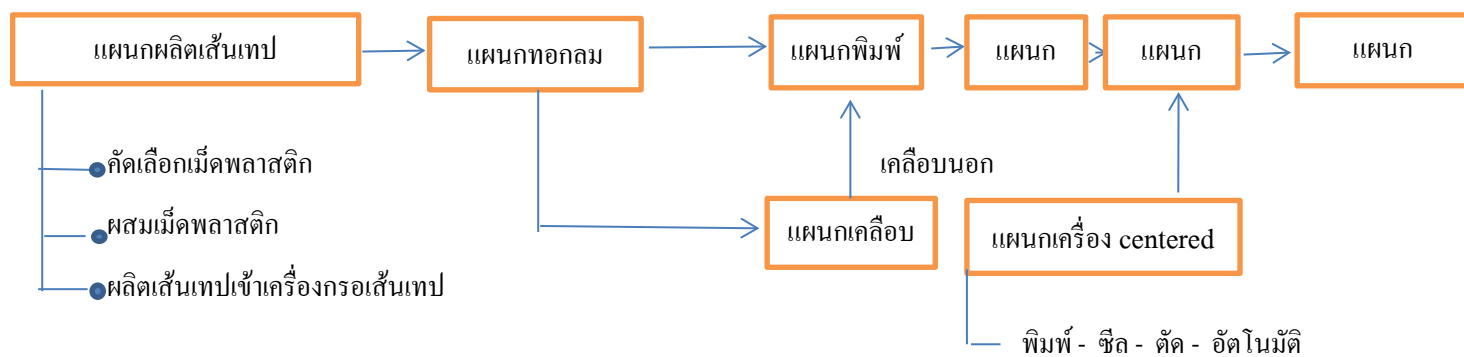 แผนกผลิตเส้นเทป
แผนกทอกลม
แผนกพิมพ์
แผนก
แผนก
แผนก
คัดเลือกเม็ดพลาสติก
เคลือบนอก
ผสมเม็ดพลาสติก
แผนกเคลือบ
แผนกเครื่อง centered
ผลิตเส้นเทปเข้าเครื่องกรอเส้นเทป
พิมพ์ - ซีล - ตัด - อัตโนมัติ